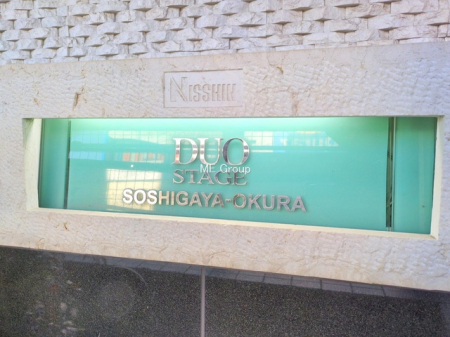 NISSHIN
DUO
ME Group
STAGE
SOSHIGAYA-OKURA